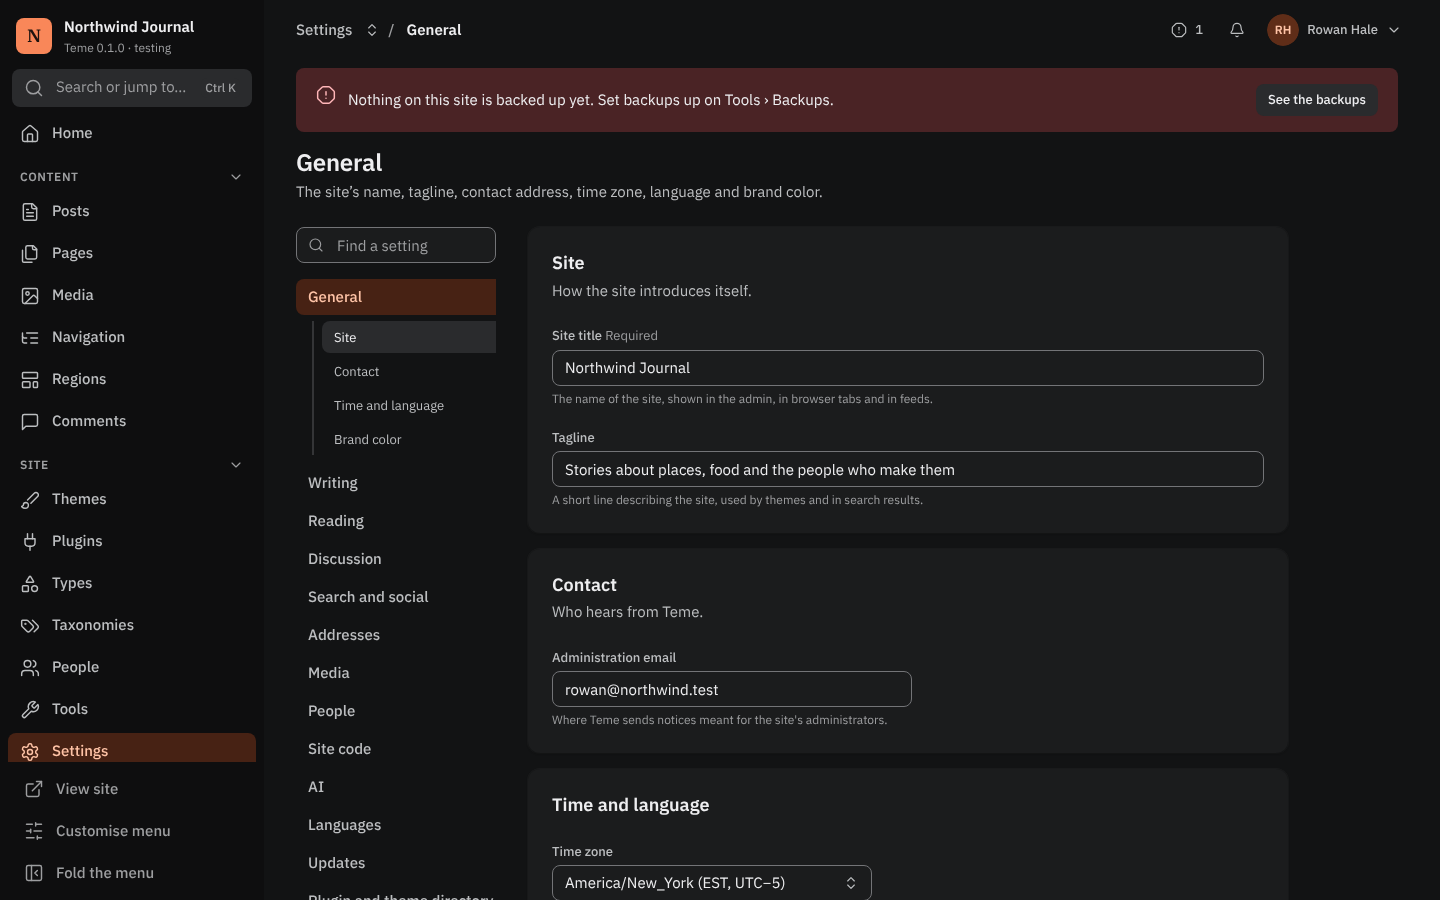 N
Northwind Journal
Teme 0.1.0 · testing
Search or jump to... Ctrl K
Home
CONTENT
Posts
Pages
Media
Navigation
Regions
Comments
SITE
Themes
Plugins
Types
Taxonomies
People
Tools
Settings
View site
Customise menu
Fold the menu
Settings / General
1
RH Rowan Hale
Nothing on this site is backed up yet. Set backups up on Tools › Backups.
See the backups
General
The site’s name, tagline, contact address, time zone, language and brand color.
Find a setting
General
Site
Contact
Time and language
Brand color
Writing
Reading
Discussion
Search and social
Addresses
Media
People
Site code
AI
Languages
Updates
Plugin and theme directory
Site
How the site introduces itself.
Site title Required
Northwind Journal
The name of the site, shown in the admin, in browser tabs and in feeds.
Tagline
Stories about places, food and the people who make them
A short line describing the site, used by themes and in search results.
Contact
Who hears from Teme.
Administration email
rowan@northwind.test
Where Teme sends notices meant for the site's administrators.
Time and language
Time zone
America/New_York (EST, UTC−5)